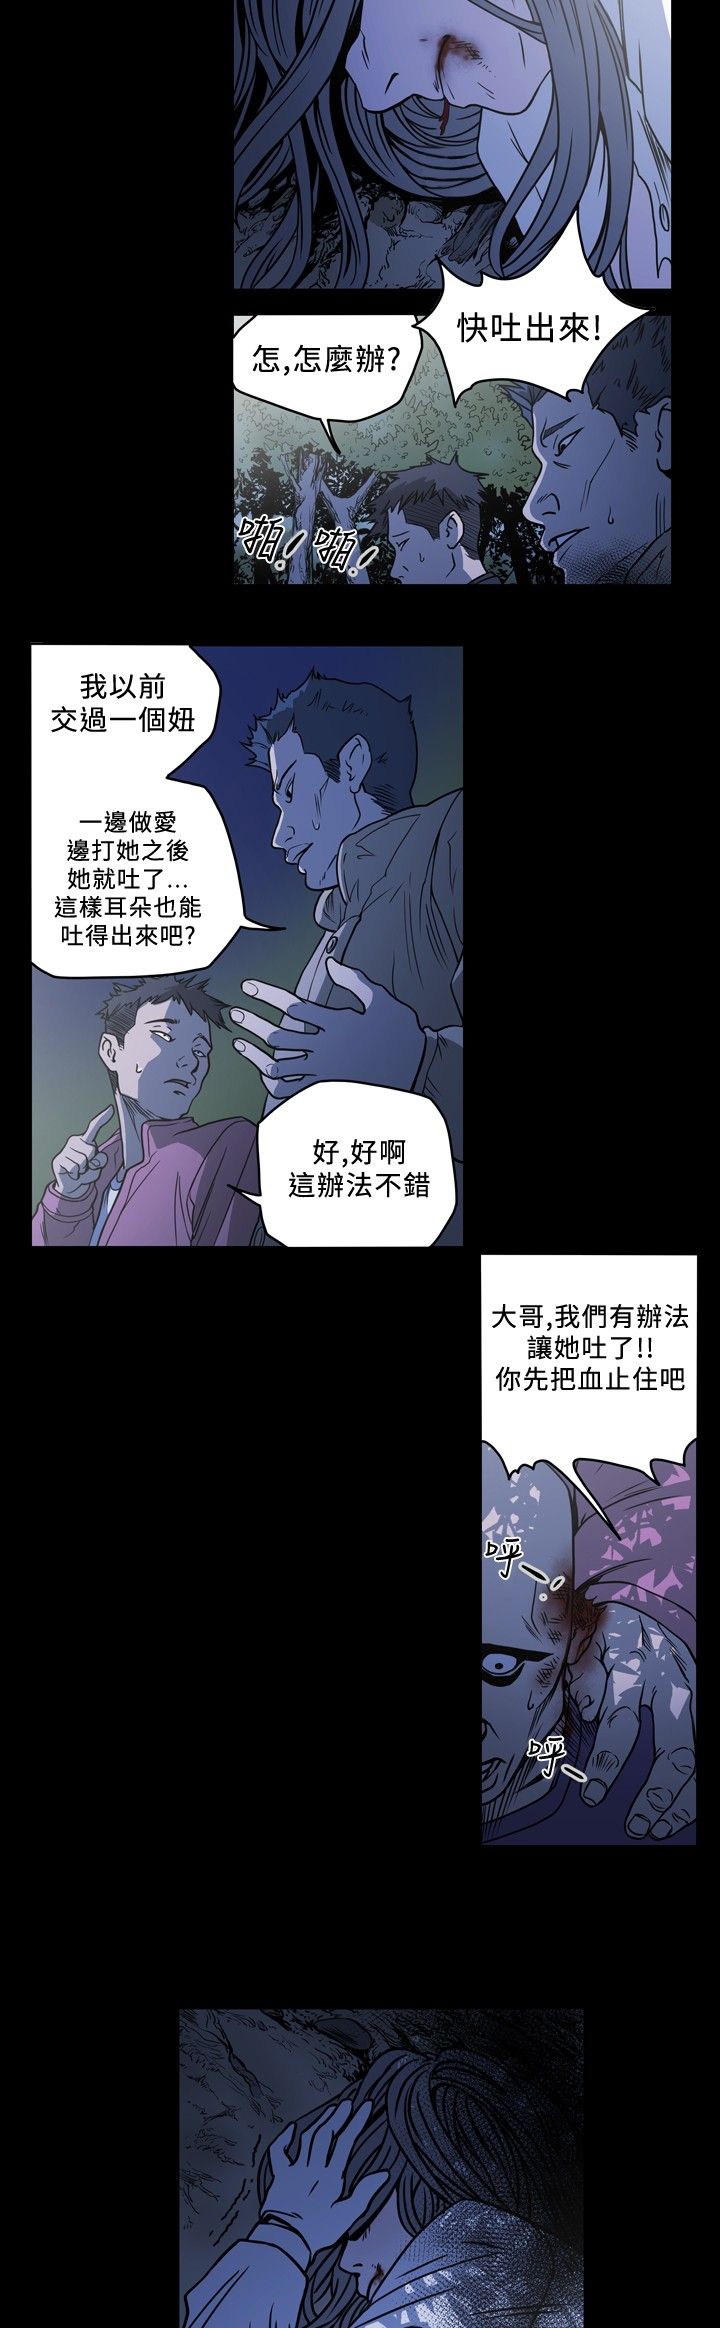 快吐出來!
怎,怎麼辦?
啪!
啪!
我以前
交過一個妞
一邊做愛
邊打她之後
她就吐了...
這樣耳朵也能
吐得出來吧?
好,好啊
這辦法不錯
大哥,我們有辦法
讓她吐了!!
你先把血止住吧
呼
呼